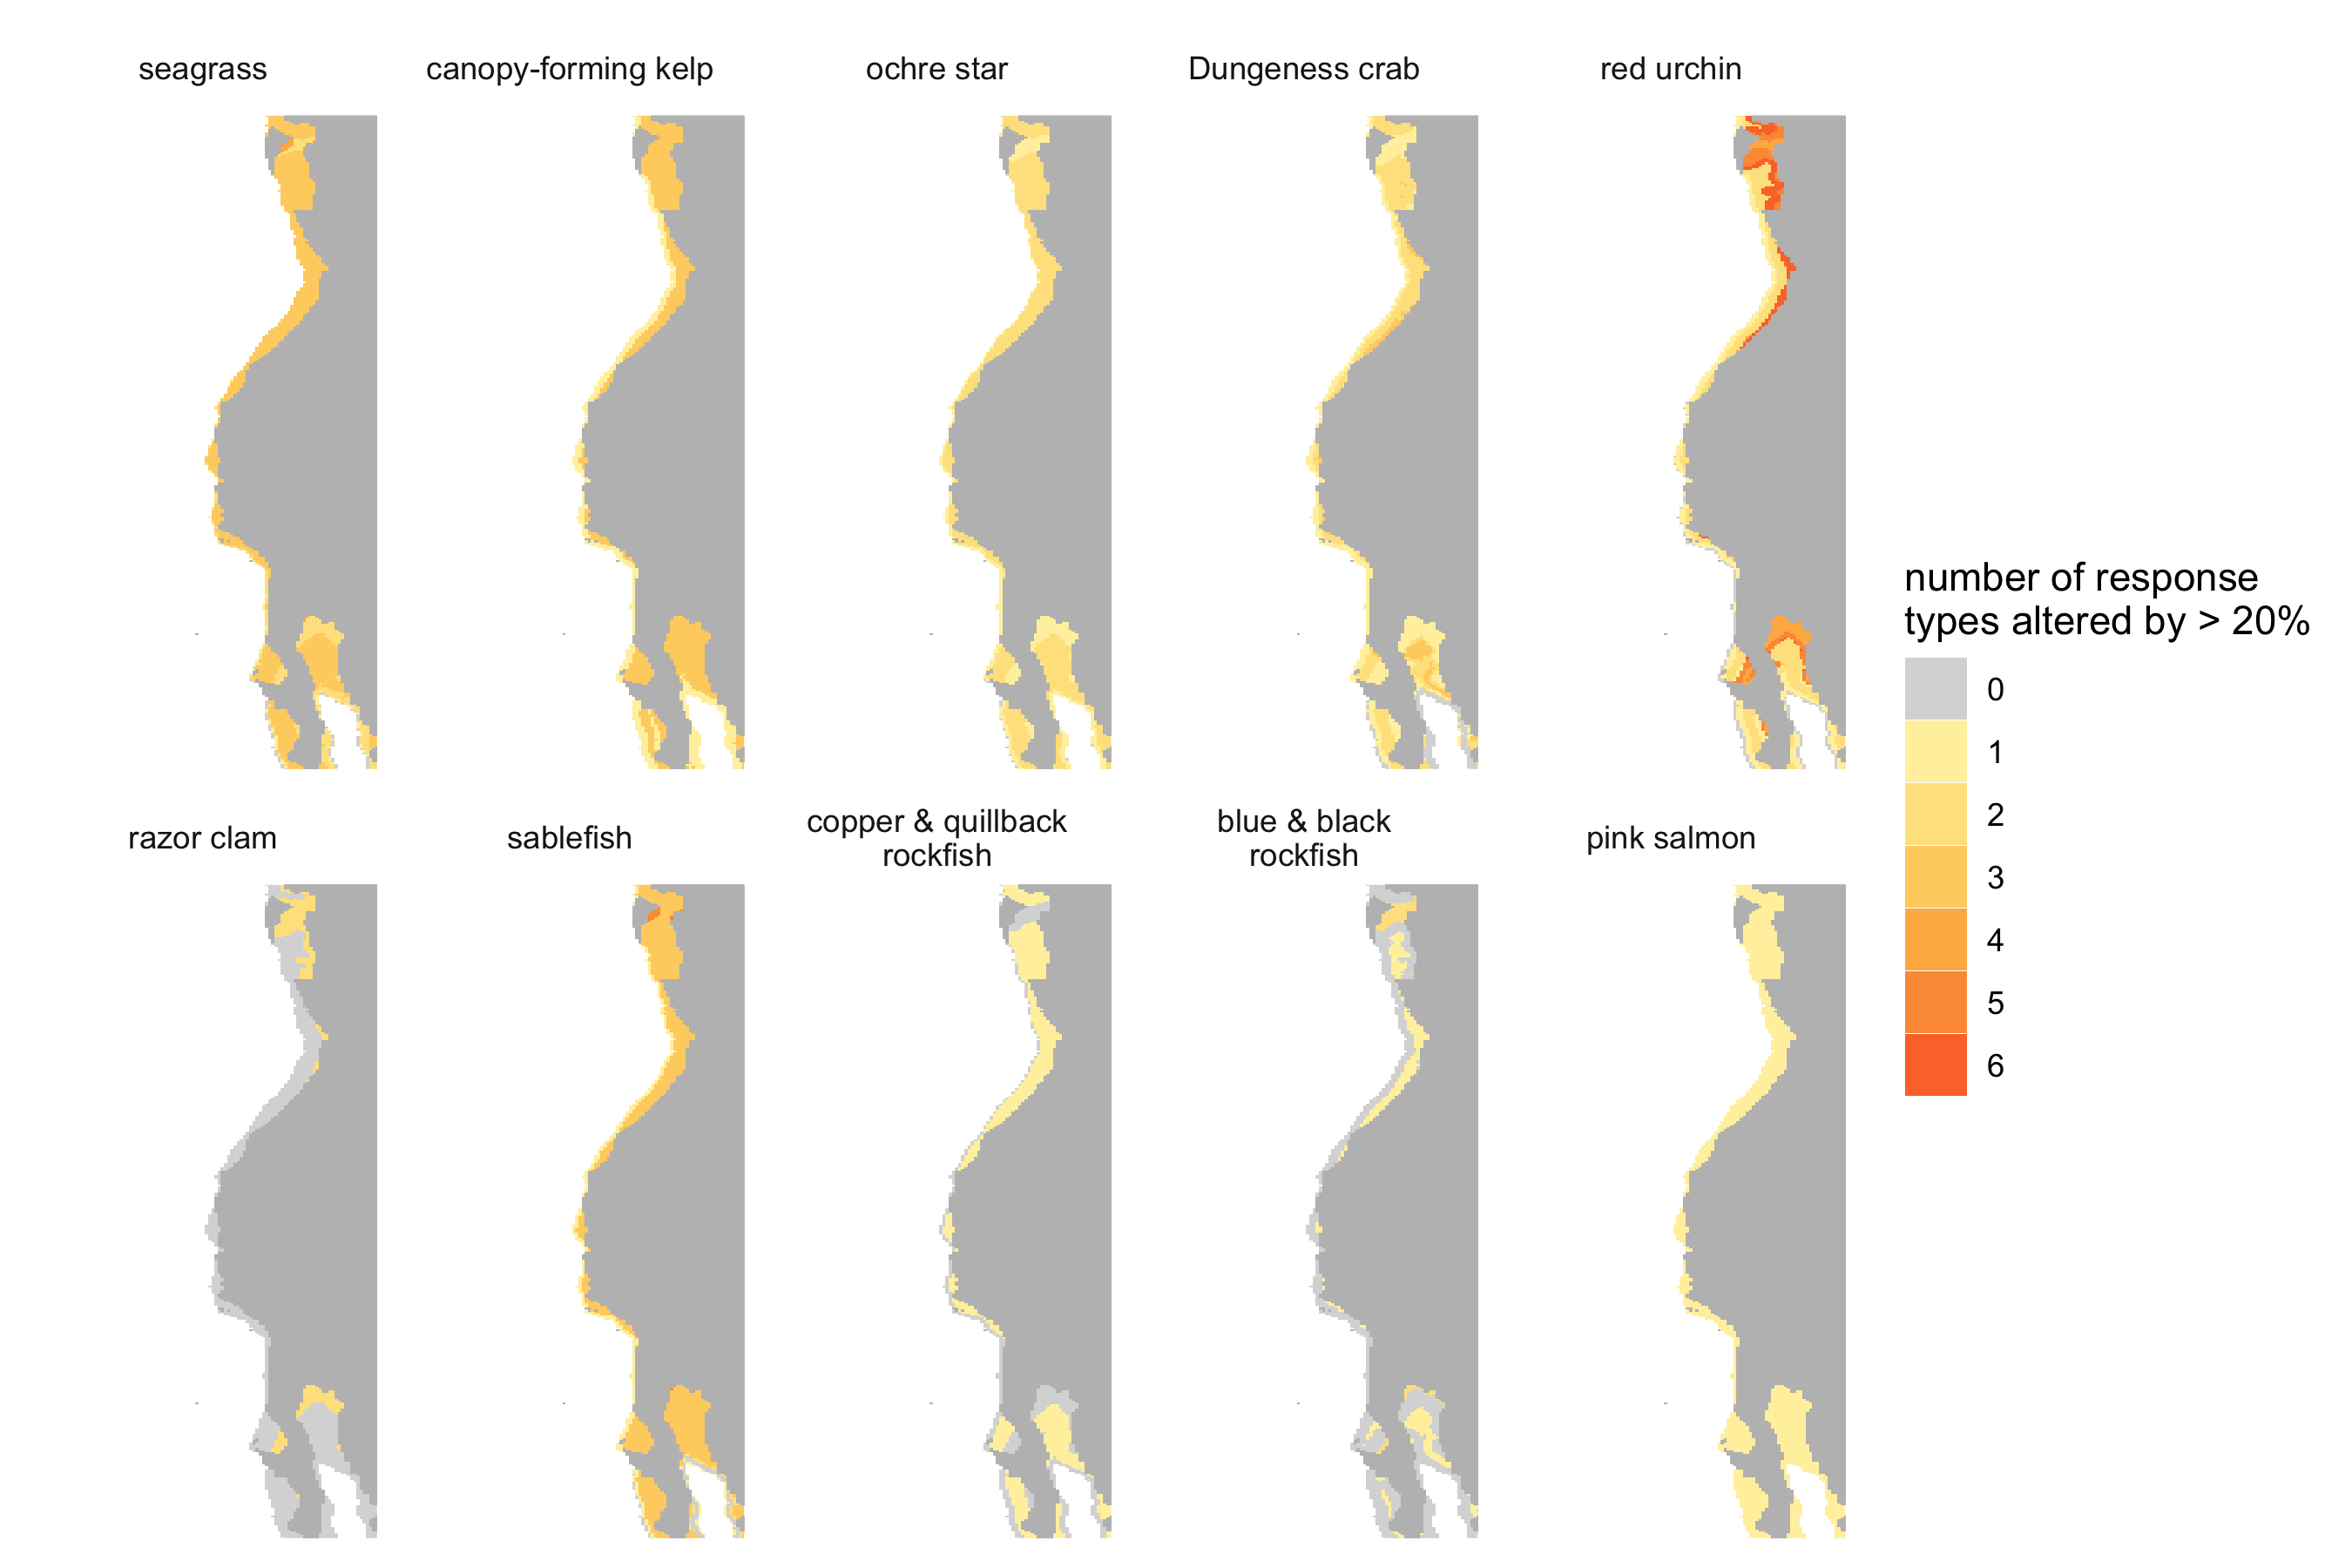 seagrass
canopy-forming kelp
ochre star
Dungeness crab
red urchin
razor clam
sablefish
copper & quillback
rockfish
blue & black
rockfish
pink salmon
number of response
types altered by > 20%
0
1
2
3
4
5
6